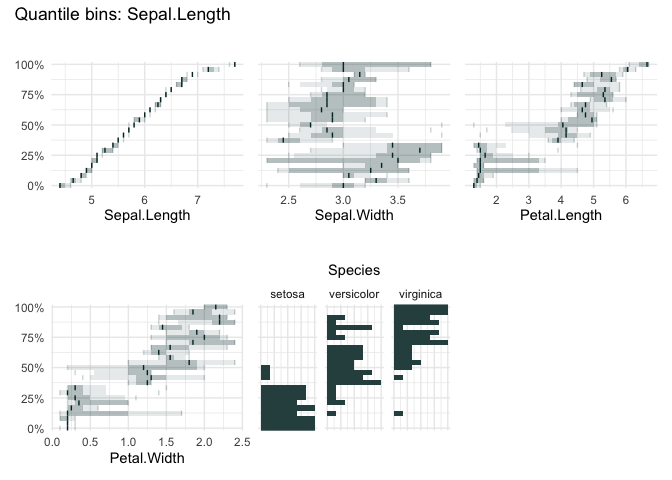 Quantile bins: Sepal.Length
100%
75%
50%
25%
0%
5 6 7
Sepal.Length
2.5 3.0 3.5
Sepal.Width
2 3 4 5 6
Petal.Length
Species
setosa versicolor virginica
100%
75%
50%
25%
0%
0.0 0.5 1.0 1.5 2.0 2.5
Petal.Width